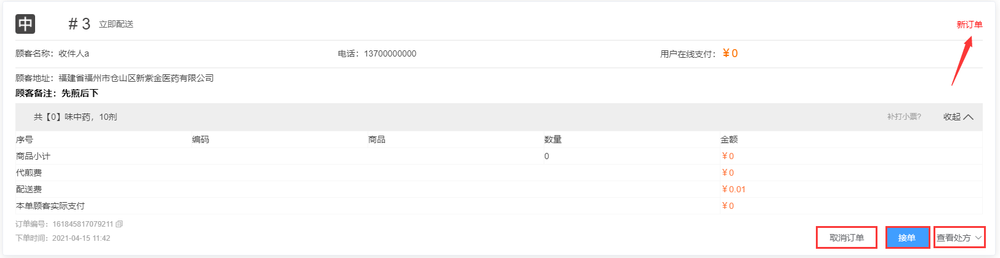 中 # 3 立即配送 新订单
顾客名称：收件人a 电话：13700000000 用户在线支付：￥0
顾客地址：福建省福州市仓山区新紫金医药有限公司
顾客备注：先煎后下
共【0】味中药，10剂 补打小票? 收起
序号 编码 商品 数量 金额
商品小计 0 ￥0
代煎费 ￥0
配送费 ￥0.01
本单顾客实际支付 ￥0
订单编号：161845817079211
下单时间：2021-04-15 11:42
取消订单 接单 查看处方